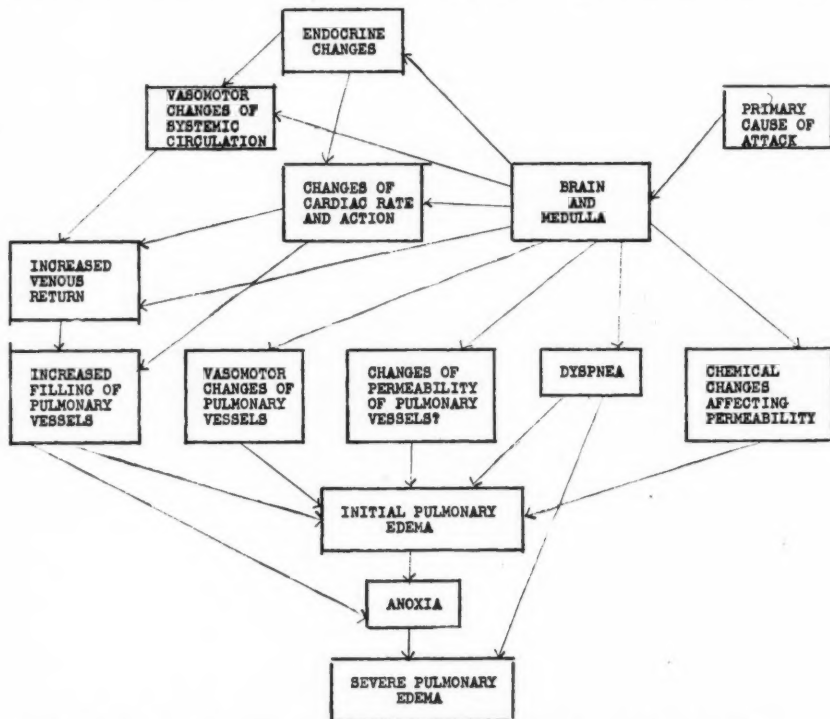 ENDOCRINE
CHANGES
VASOMOTOR
CHANGES OF
SYSTEMIC
CIRCULATION
PRIMARY
CAUSE OF
ATTACK
CHANGES OF
CARDIAC RATE
AND ACTION
BRAIN
AND
MEDULLA
INCREASED
VENOUS
RETURN
INCREASED
FILLING OF
PULMONARY
VESSELS
VASOMOTOR
CHANGES OF
PULMONARY
VESSELS
CHANGES OF
PERMEABILITY
OF PULMONARY
VESSELS?
DYSPNEA
CHEMICAL
CHANGES
AFFECTING
PERMEABILITY
INITIAL PULMONARY
EDEMA
ANOXIA
SEVERE PULMONARY
EDEMA